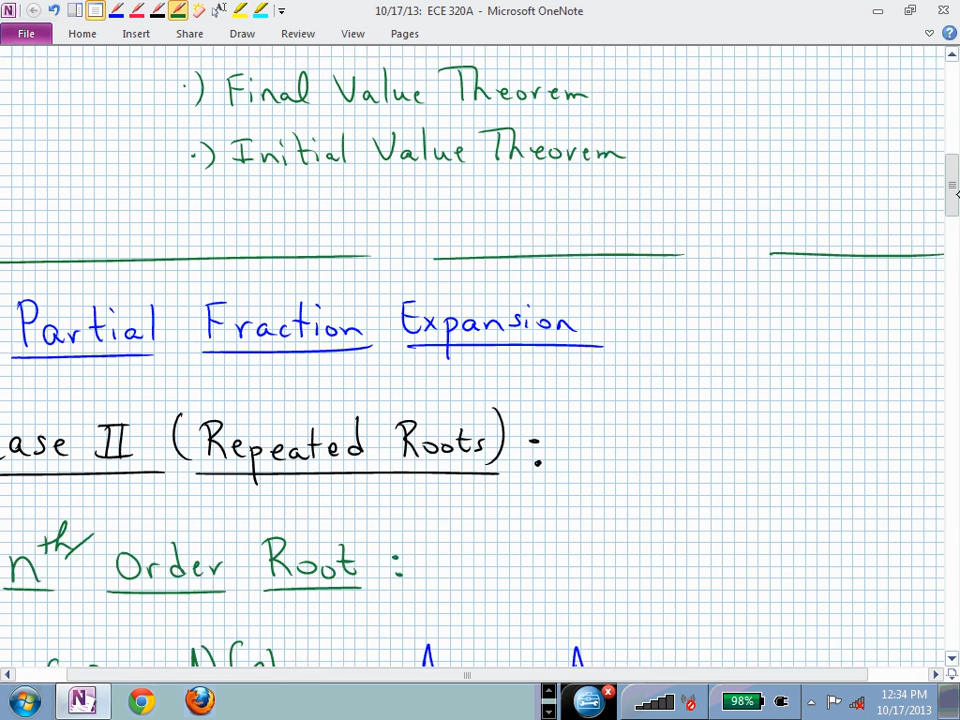 10/17/13: ECE 320A - Microsoft OneNote
File Home Insert Share Draw Review View Pages
·) Final Value Theorem
·) Initial Value Theorem
Partial Fraction Expansion
ase II (Repeated Roots):
nth Order Root:
98%
12:34 PM
10/17/2013